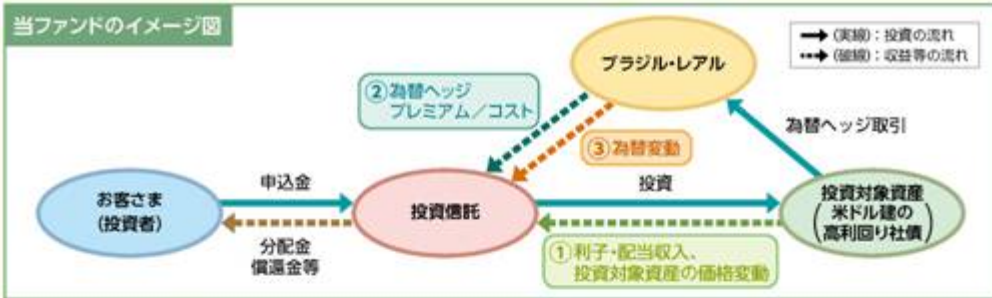 当ファンドのイメージ図
(実線)：投資の流れ
(破線)：収益等の流れ
ブラジル・レアル
②為替ヘッジ
プレミアム／コスト
③為替変動
為替ヘッジ取引
お客さま
(投資者)
申込金
分配金
償還金等
投資信託
投資
①利子・配当収入、
投資対象資産の価格変動
投資対象資産
(米ドル建の
高利回り社債)